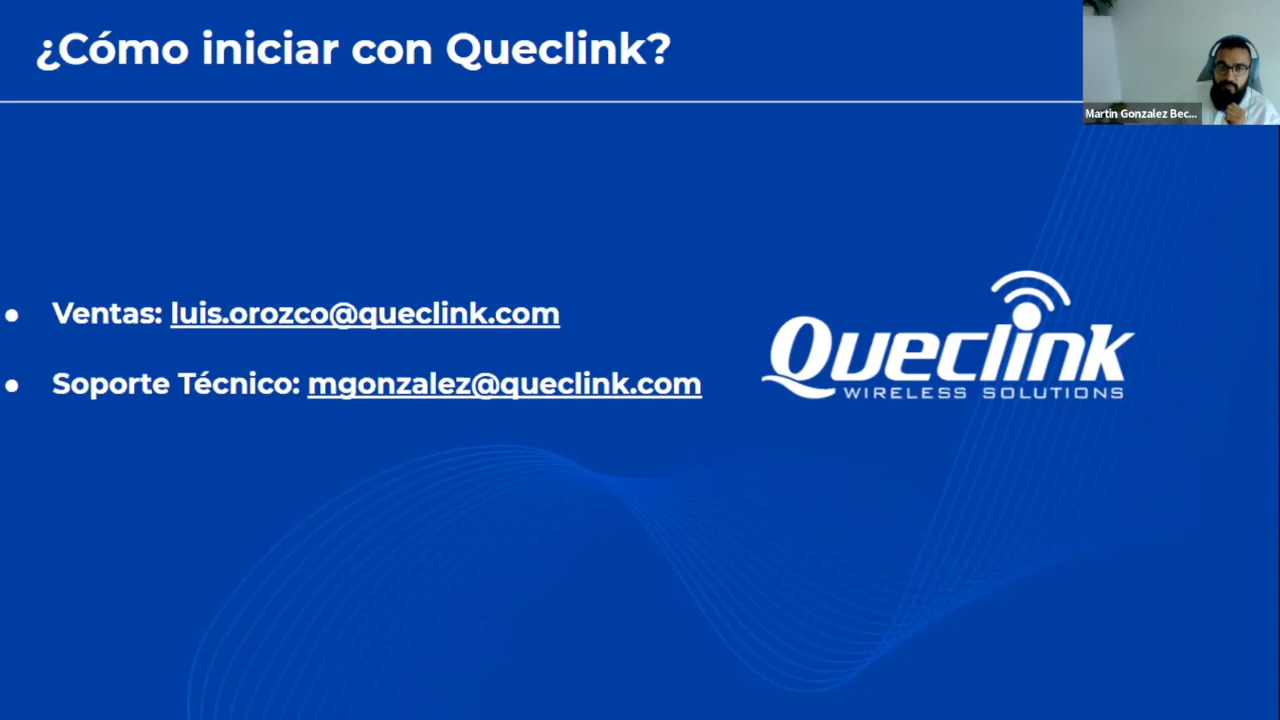 ¿Cómo iniciar con Queclink?
Martin Gonzalez Bec...
● Ventas: luis.orozco@queclink.com
● Soporte Técnico: mgonzalez@queclink.com
Queclink
WIRELESS SOLUTIONS